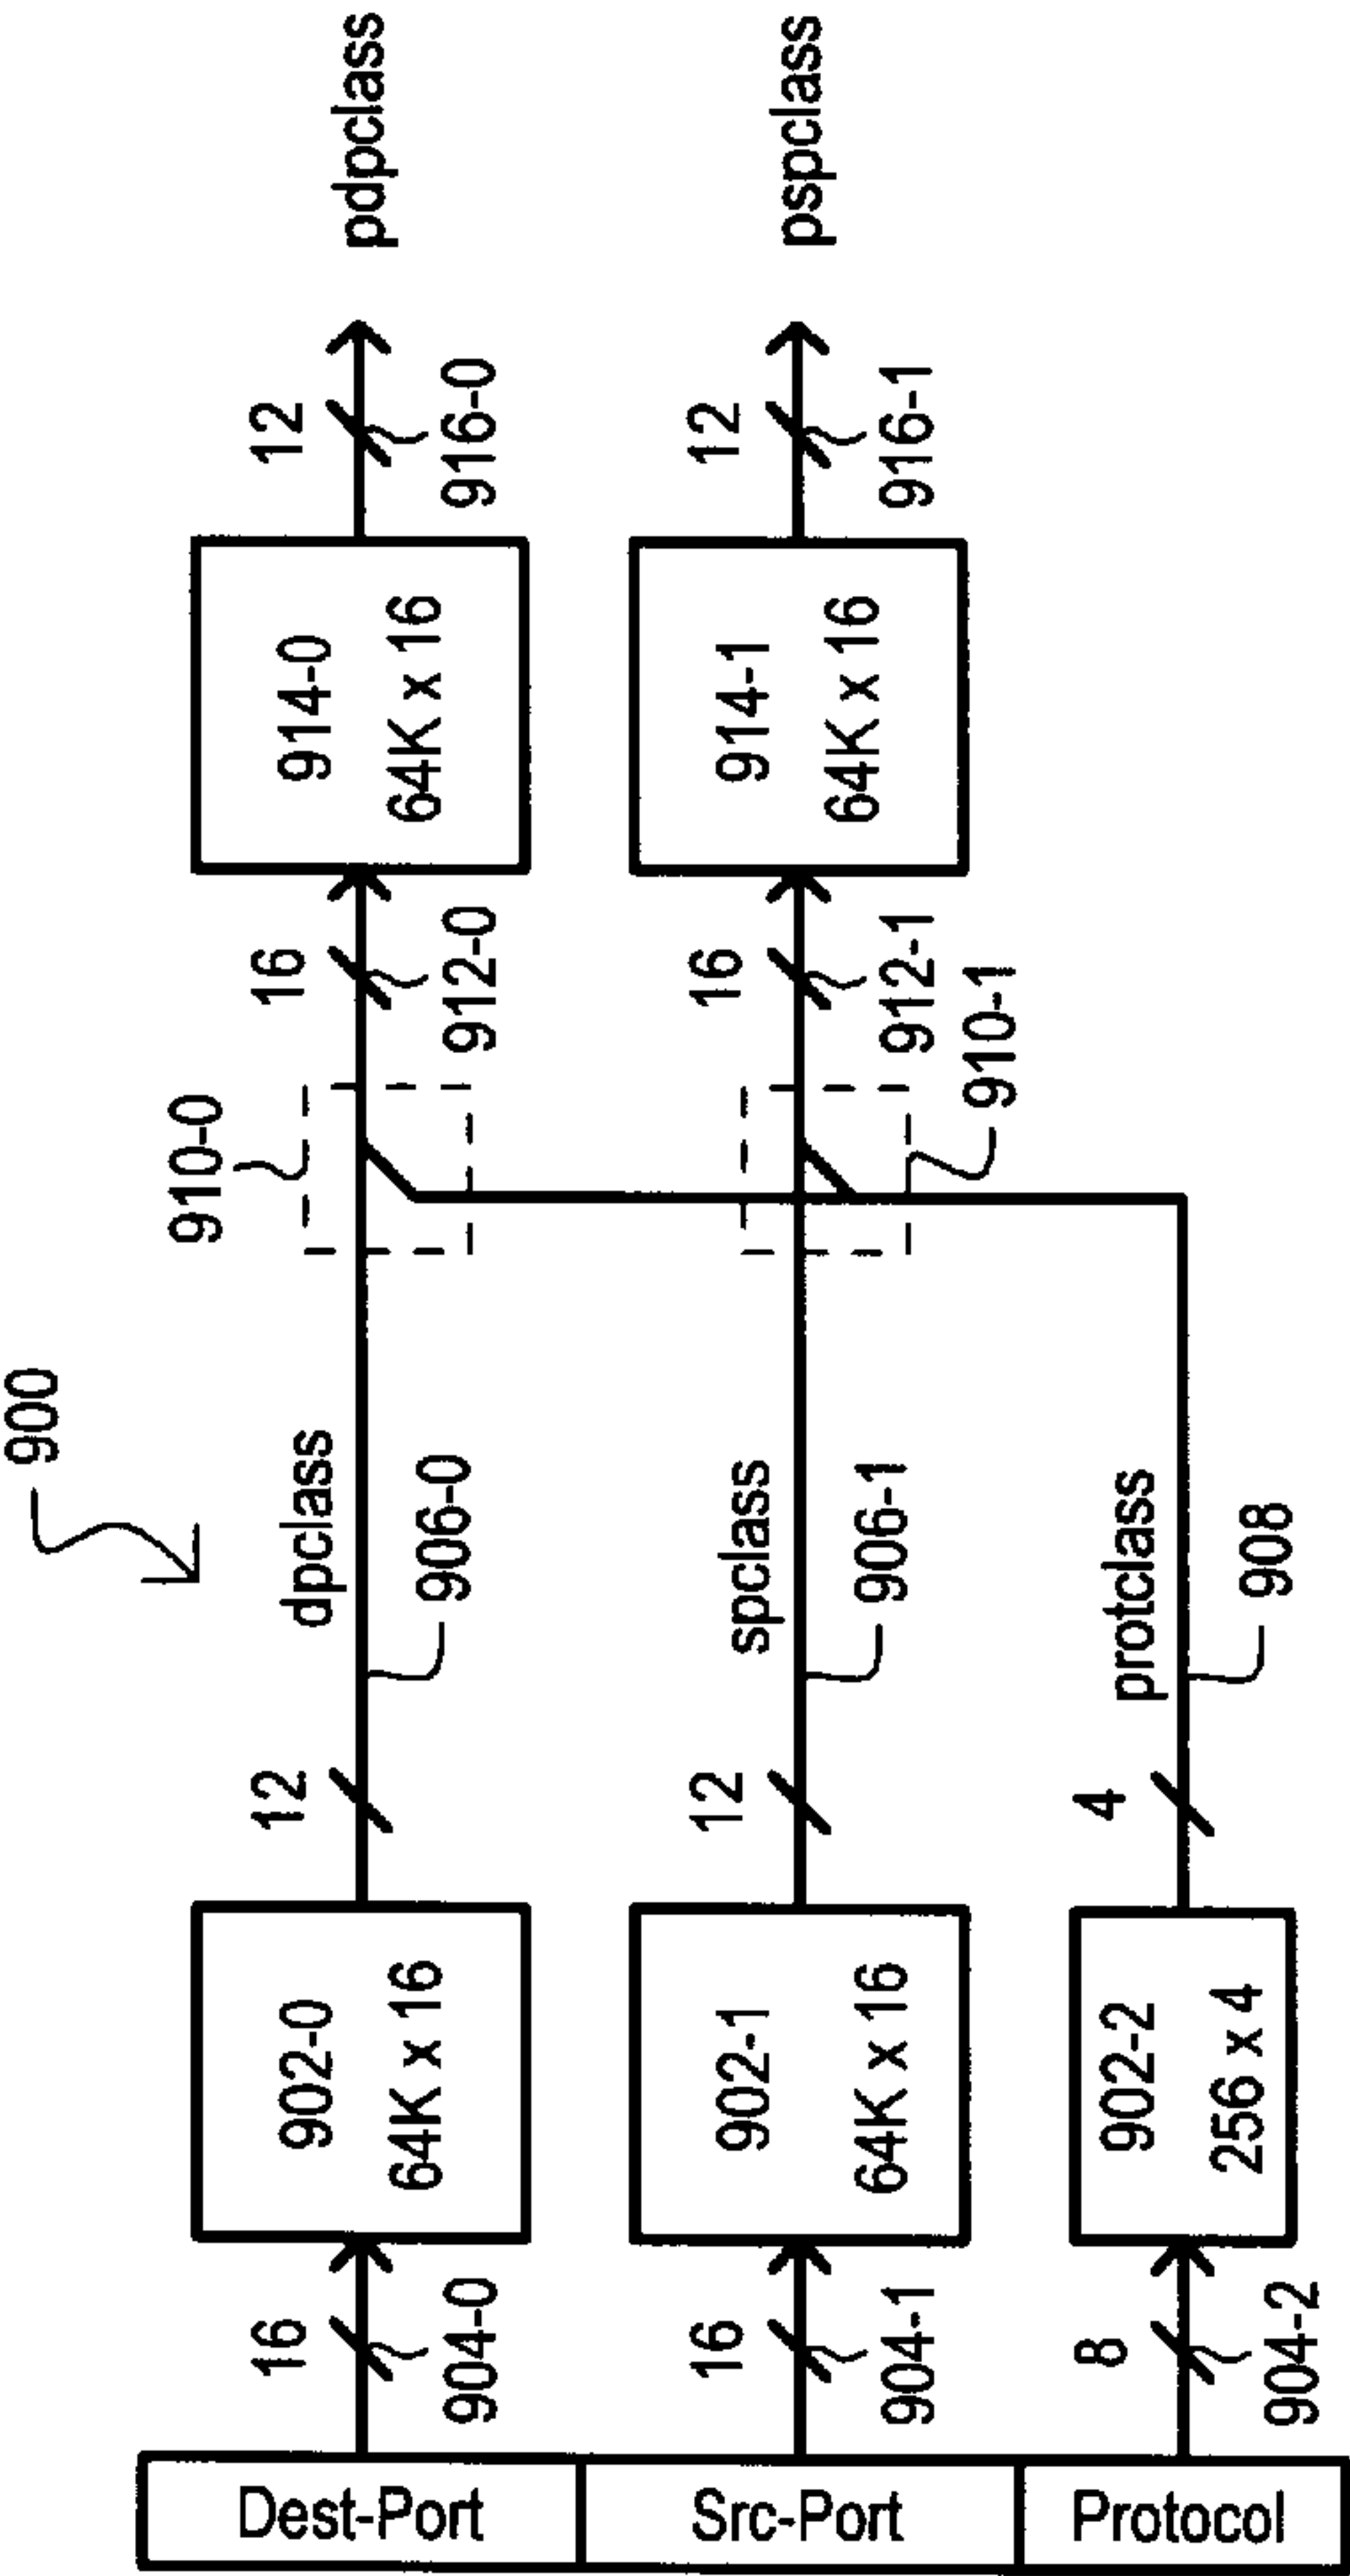 900
Dest-Port
16
904-0
902-0
64K x 16
12
dpclass
906-0
910-0
16
912-0
914-0
64K x 16
12
916-0
pdpclass
Src-Port
16
904-1
902-1
64K x 16
12
spclass
906-1
910-1
16
912-1
914-1
64K x 16
12
916-1
pspclass
Protocol
8
904-2
902-2
256 x 4
4
protclass
908